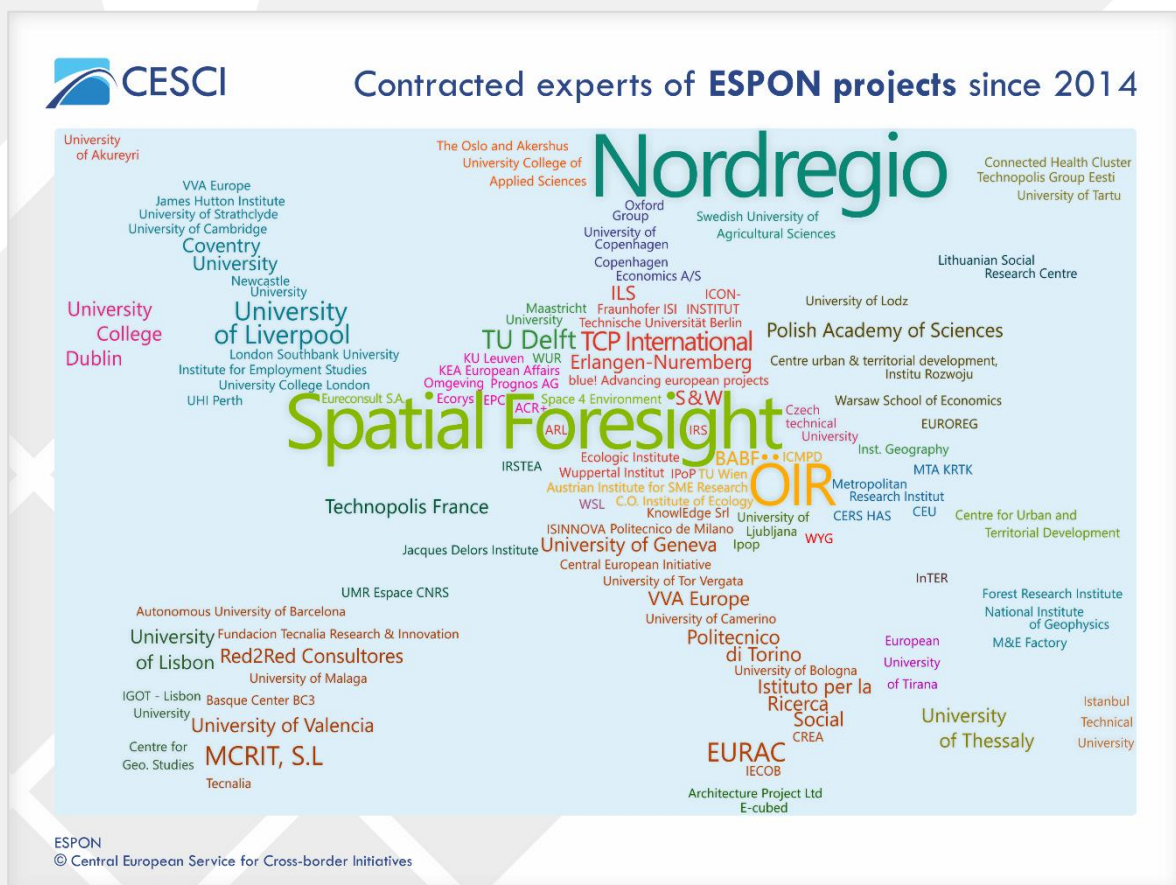 CESCI
Contracted experts of ESPON projects since 2014
University
of Akureyri
The Oslo and Akershus
University College of
Applied Sciences
Nordregio
Connected Health Cluster
Technopolis Group Eesti
University of Tartu
VVA Europe
James Hutton Institute
University of Strathclyde
University of Cambridge
Coventry
University
Newcastle
University
University
of Liverpool
London Southbank University
Institute for Employment Studies
University College London
UHI Perth
University
College
Dublin
Oxford
Group
University of
Copenhagen
Copenhagen
Economics A/S
Swedish University of
Agricultural Sciences
Lithuanian Social
Research Centre
ILS
ICON-
INSTITUT
Maastricht
University
Fraunhofer ISI
Technische Universität Berlin
TU Delft
TCP International
KU Leuven
WUR
Erlangen-Nuremberg
KEA European Affairs
Omgeving
Prognos AG
blue! Advancing european projects
Eureconsult S.A.
Ecorys
EPC
ACR+
Space 4 Environment
S&W
University of Lodz
Polish Academy of Sciences
Centre urban & territorial development,
Institu Rozwoju
Warsaw School of Economics
EUROREG
Spatial Foresight
ARL
IRS
Czech
technical
University
Inst. Geography
IRSTEA
Ecologic Institute
BABF
ICMPD
Wuppertal Institut
IPoP
TU Wien
ÖIR
Austrian Institute for SME Research
C.O. Institute of Ecology
MTA KRTK
Metropolitan
Research Institut
CERS HAS
CEU
Centre for Urban and
Territorial Development
Technopolis France
WSL
KnowlEdge Srl
ISINNOVA
Politecnico de Milano
University of
Ljubljana
Ipop
WYG
Jacques Delors Institute
University of Geneva
Central European Initiative
University of Tor Vergata
UMR Espace CNRS
VVA Europe
University of Camerino
InTER
Forest Research Institute
National Institute
of Geophysics
M&E Factory
Autonomous University of Barcelona
University
of Lisbon
Fundacion Tecnalia Research & Innovation
Red2Red Consultores
University of Malaga
IGOT - Lisbon
University
Basque Center BC3
University of Valencia
Centre for
Geo. Studies
MCRIT, S.L
Tecnalia
Politecnico
di Torino
University of Bologna
Istituto per la
Ricerca
Social
CREA
EURAC
IECOB
Architecture Project Ltd
E-cubed
European
University
of Tirana
University
of Thessaly
Istanbul
Technical
University
ESPON
© Central European Service for Cross-border Initiatives